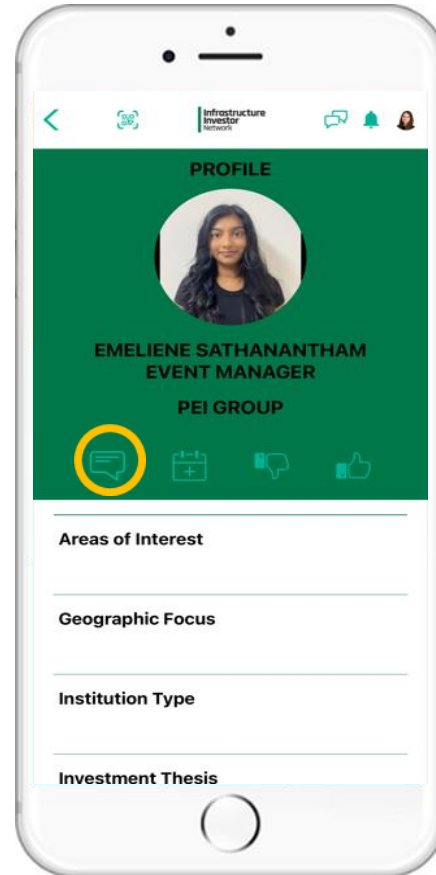 Infrastructure
Investor
Network
PROFILE
EMELIENE SATHANANTHAM
EVENT MANAGER
PEI GROUP
Areas of Interest
Geographic Focus
Institution Type
Investment Thesis